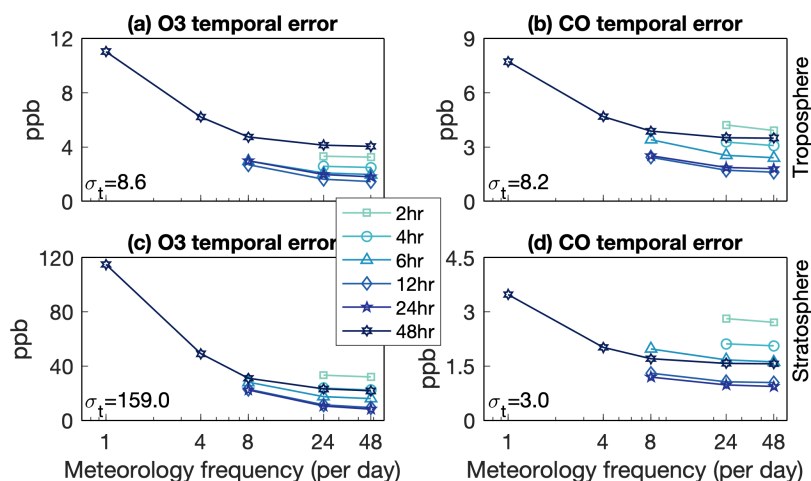 (a) O3 temporal error
(b) CO temporal error
12
8
4
0
ppb
σt=8.6
9
6
3
0
ppb
σt=8.2
Troposphere
2hr
4hr
6hr
12hr
24hr
48hr
(c) O3 temporal error
(d) CO temporal error
120
80
40
0
ppb
σt=159.0
1 4 8 24 48
Meteorology frequency (per day)
4.5
3
1.5
0
ppb
σt=3.0
1 4 8 24 48
Meteorology frequency (per day)
Stratosphere